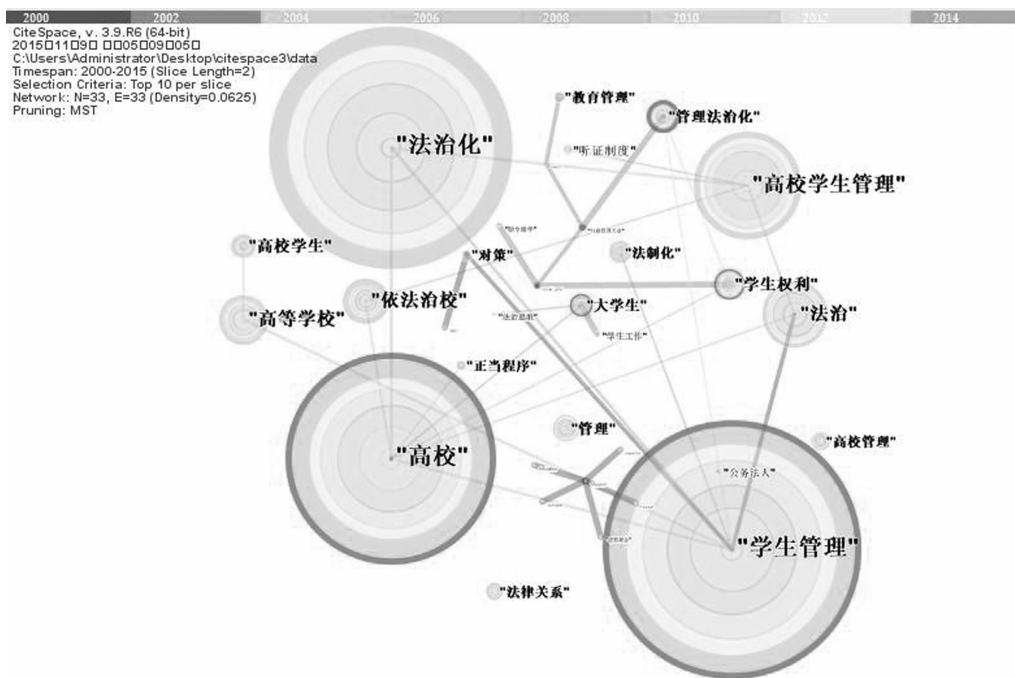 2000 2002 2004 2006 2008 2010 2012 2014
CiteSpace, v. 3.9.R6 (64-bit)
2015□11□9□ □□05□09□05□
C:\Users\Administrator\Desktop\citespace3\data
Timespan: 2000-2015 (Slice Length=2)
Selection Criteria: Top 10 per slice
Network: N=33, E=33 (Density=0.0625)
Pruning: MST
"教育管理"
"管理法治化"
"法治化"
"听证制度"
"高校学生管理"
"高校学生"
"对策"
"法制化"
"学生权利"
"依法治校"
"大学生"
"高等学校"
"法治"
"学生工作"
"正当程序"
"管理"
"高校管理"
"高校"
"公务法人"
"学生管理"
"法律关系"